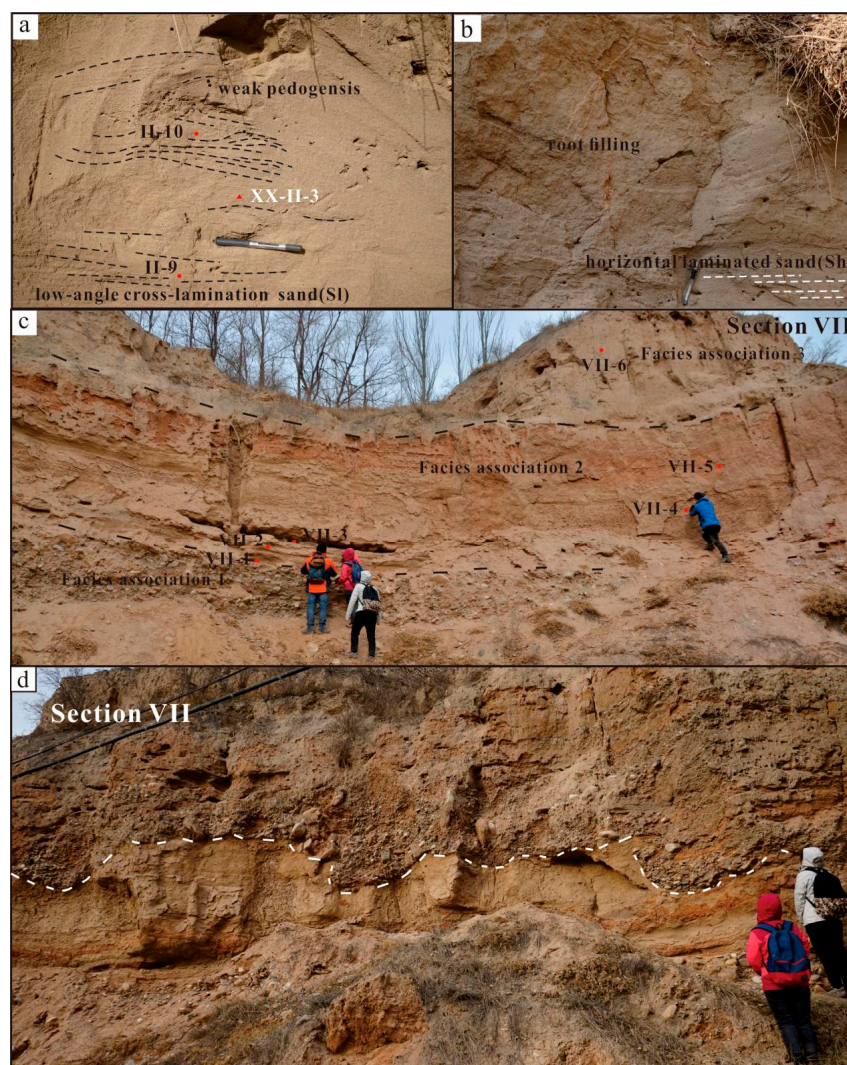 a
weak pedogensis
II-10
XX-II-3
II-9
low-angle cross-lamination sand(Sl)
b
root filling
horizontal laminated sand(Sh)
c
Section VII
Facies association 3
VII-6
Facies association 2
VII-5
VII-4
VII-3
VII-2
VII-1
Facies association 1
d
Section VII